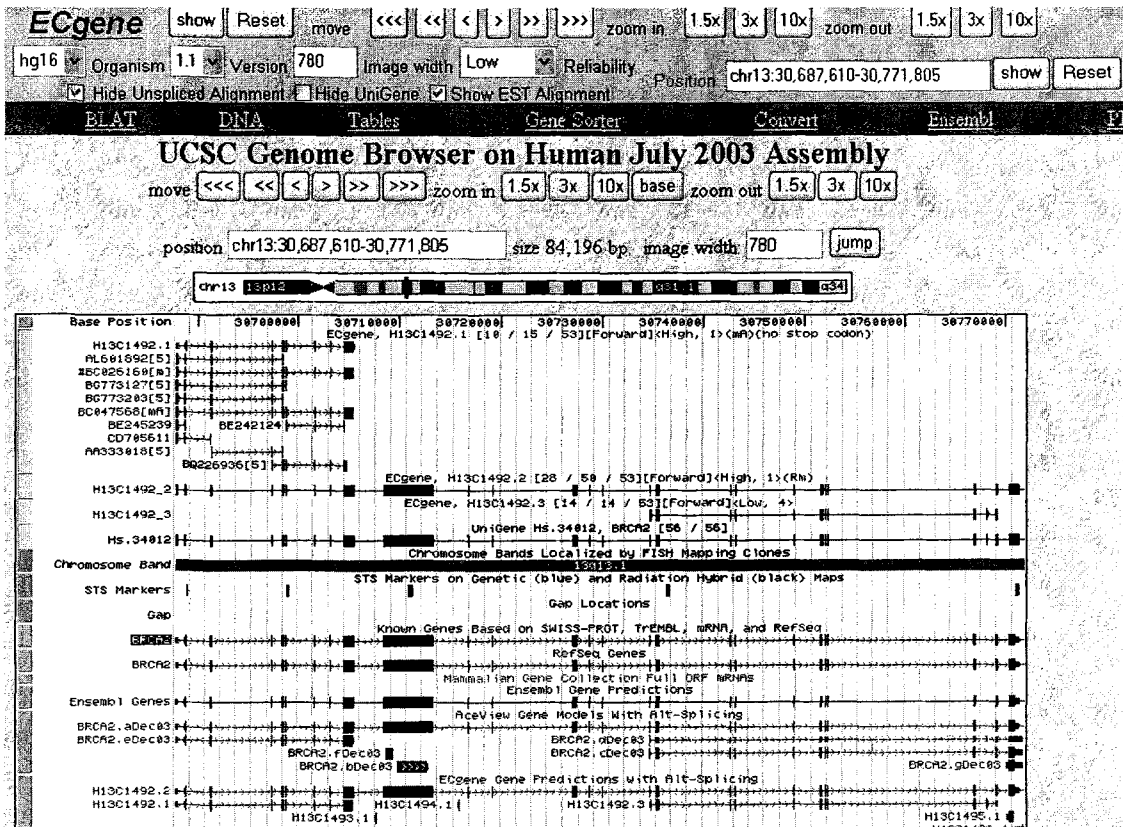 ECgene show Reset move <<< << < > >> >>> zoom in 1.5x 3x 10x zoom out 1.5x 3x 10x
hg16 Organism 1.1 Version 780 Image width Low Reliability Position chr13:30,687,610-30,771,805 show Reset
Hide Unspliced Alignment Hide UniGene Show EST Alignment
BLAT DNA Tables Gene Sorter Convert Ensembl
UCSC Genome Browser on Human July 2003 Assembly
move <<< << < > >> >>> zoom in 1.5x 3x 10x base zoom out 1.5x 3x 10x
position chr13:30,687,610-30,771,805 size 84,196 bp. image width 780 jump
chr13 13p12 q31.1 q34
Base Position 30700000 30710000 30720000 30730000 30740000 30750000 30760000 30770000
ECgene, H13C1492.1 [10 / 15 / 53][Forward]<High, 1>(mA)(no stop codon)
H13C1492.1
AL601892[5]
#BC026160[m]
BG773127[5]
BG773203[5]
BC047568[mA]
BE245239 BE242124
CD705611
AA333018[5]
BQ226936[5]
ECgene, H13C1492.2 [28 / 50 / 53][Forward]<High, 1>(Rm)
H13C1492_2
ECgene, H13C1492.3 [14 / 14 / 53][Forward]<Low, 4>
H13C1492_3
UniGene Hs.34012, BRCA2 [56 / 56]
Hs.34012
Chromosome Bands Localized by FISH Mapping Clones
Chromosome Band 13q13.1
STS Markers on Genetic (blue) and Radiation Hybrid (black) Maps
STS Markers
Gap Locations
Gap
Known Genes Based on SWISS-PROT, TrEMBL, mRNA, and RefSeq
BRCA2
RefSeq Genes
BRCA2
Mammalian Gene Collection Full ORF mRNAs
Ensembl Gene Predictions
Ensembl Genes
AceView Gene Models With Alt-Splicing
BRCA2.aDec03
BRCA2.eDec03 BRCA2.dDec03
BRCA2.fDec03 BRCA2.cDec03
BRCA2.bDec03 BRCA2.gDec03
ECgene Gene Predictions with Alt-Splicing
H13C1492.2
H13C1492.1 H13C1494.1 H13C1492.3
H13C1493.1 H13C1495.1